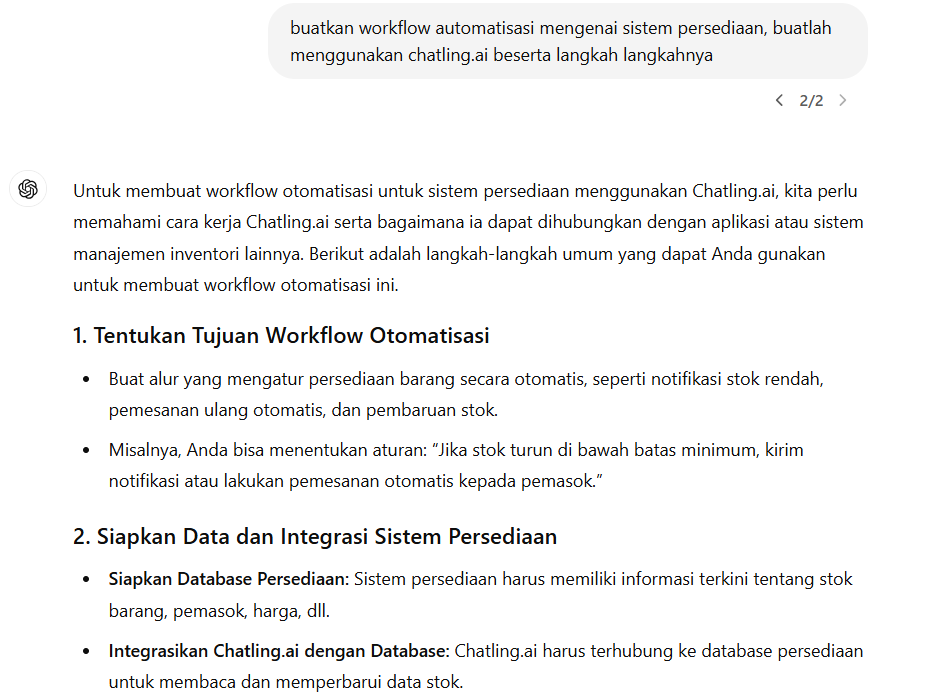 buatkan workflow automatisasi mengenai sistem persediaan, buatlah
menggunakan chatling.ai beserta langkah langkahnya
2/2
Untuk membuat workflow otomatisasi untuk sistem persediaan menggunakan Chatling.ai, kita perlu
memahami cara kerja Chatling.ai serta bagaimana ia dapat dihubungkan dengan aplikasi atau sistem
manajemen inventori lainnya. Berikut adalah langkah-langkah umum yang dapat Anda gunakan
untuk membuat workflow otomatisasi ini.
1. Tentukan Tujuan Workflow Otomatisasi
• Buat alur yang mengatur persediaan barang secara otomatis, seperti notifikasi stok rendah,
pemesanan ulang otomatis, dan pembaruan stok.
• Misalnya, Anda bisa menentukan aturan: “Jika stok turun di bawah batas minimum, kirim
notifikasi atau lakukan pemesanan otomatis kepada pemasok.”
2. Siapkan Data dan Integrasi Sistem Persediaan
• Siapkan Database Persediaan: Sistem persediaan harus memiliki informasi terkini tentang stok
barang, pemasok, harga, dll.
• Integrasikan Chatling.ai dengan Database: Chatling.ai harus terhubung ke database persediaan
untuk membaca dan memperbarui data stok.